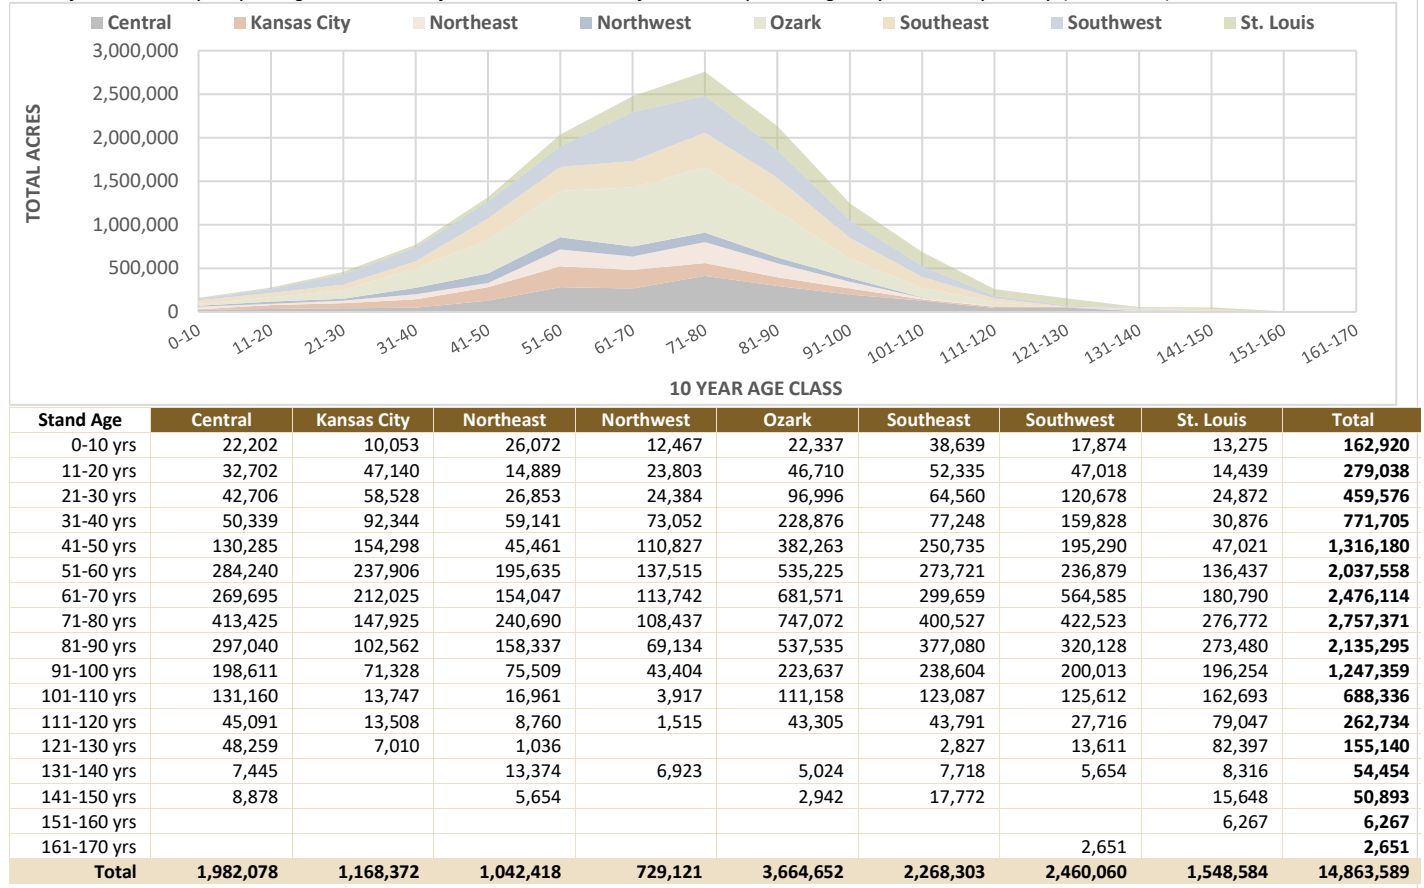 Central Kansas City Northeast Northwest Ozark Southeast Southwest St. Louis
3,000,000
2,500,000
2,000,000
1,500,000
1,000,000
500,000
0
TOTAL ACRES
0-10 11-20 21-30 31-40 41-50 51-60 61-70 71-80 81-90 91-100 101-110 111-120 121-130 131-140 141-150 151-160 161-170
10 YEAR AGE CLASS
Stand Age Central Kansas City Northeast Northwest Ozark Southeast Southwest St. Louis Total
0-10 yrs 22,202 10,053 26,072 12,467 22,337 38,639 17,874 13,275 162,920
11-20 yrs 32,702 47,140 14,889 23,803 46,710 52,335 47,018 14,439 279,038
21-30 yrs 42,706 58,528 26,853 24,384 96,996 64,560 120,678 24,872 459,576
31-40 yrs 50,339 92,344 59,141 73,052 228,876 77,248 159,828 30,876 771,705
41-50 yrs 130,285 154,298 45,461 110,827 382,263 250,735 195,290 47,021 1,316,180
51-60 yrs 284,240 237,906 195,635 137,515 535,225 273,721 236,879 136,437 2,037,558
61-70 yrs 269,695 212,025 154,047 113,742 681,571 299,659 564,585 180,790 2,476,114
71-80 yrs 413,425 147,925 240,690 108,437 747,072 400,527 422,523 276,772 2,757,371
81-90 yrs 297,040 102,562 158,337 69,134 537,535 377,080 320,128 273,480 2,135,295
91-100 yrs 198,611 71,328 75,509 43,404 223,637 238,604 200,013 196,254 1,247,359
101-110 yrs 131,160 13,747 16,961 3,917 111,158 123,087 125,612 162,693 688,336
111-120 yrs 45,091 13,508 8,760 1,515 43,305 43,791 27,716 79,047 262,734
121-130 yrs 48,259 7,010 1,036 2,827 13,611 82,397 155,140
131-140 yrs 7,445 13,374 6,923 5,024 7,718 5,654 8,316 54,454
141-150 yrs 8,878 5,654 2,942 17,772 15,648 50,893
151-160 yrs 6,267 6,267
161-170 yrs 2,651 2,651
Total 1,982,078 1,168,372 1,042,418 729,121 3,664,652 2,268,303 2,460,060 1,548,584 14,863,589